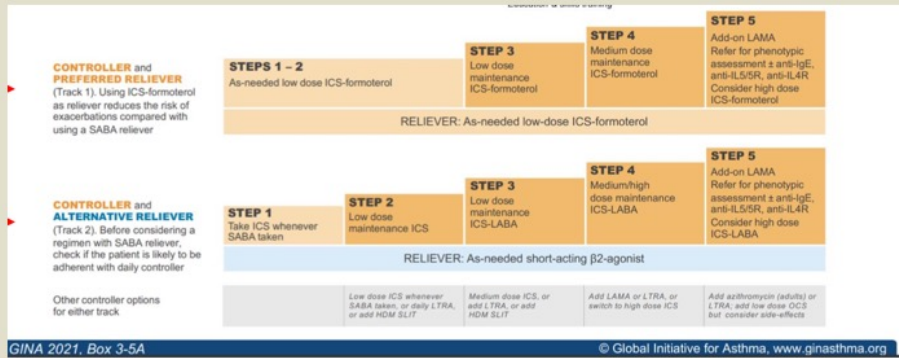 Education & skills training
CONTROLLER and
PREFERRED RELIEVER
(Track 1). Using ICS-formoterol
as reliever reduces the risk of
exacerbations compared with
using a SABA reliever
STEPS 1 – 2
As-needed low dose ICS-formoterol
STEP 3
Low dose
maintenance
ICS-formoterol
STEP 4
Medium dose
maintenance
ICS-formoterol
STEP 5
Add-on LAMA
Refer for phenotypic
assessment ± anti-IgE,
anti-IL5/5R, anti-IL4R
Consider high dose
ICS-formoterol
RELIEVER: As-needed low-dose ICS-formoterol
CONTROLLER and
ALTERNATIVE RELIEVER
(Track 2). Before considering a
regimen with SABA reliever,
check if the patient is likely to be
adherent with daily controller
STEP 1
Take ICS whenever
SABA taken
STEP 2
Low dose
maintenance ICS
STEP 3
Low dose
maintenance
ICS-LABA
STEP 4
Medium/high
dose maintenance
ICS-LABA
STEP 5
Add-on LAMA
Refer for phenotypic
assessment ± anti-IgE,
anti-IL5/5R, anti-IL4R
Consider high dose
ICS-LABA
RELIEVER: As-needed short-acting β2-agonist
Other controller options
for either track
Low dose ICS whenever
SABA taken, or daily LTRA,
or add HDM SLIT
Medium dose ICS, or
add LTRA, or add
HDM SLIT
Add LAMA or LTRA, or
switch to high dose ICS
Add azithromycin (adults) or
LTRA; add low dose OCS
but consider side-effects
GINA 2021, Box 3-5A
© Global Initiative for Asthma, www.ginasthma.org